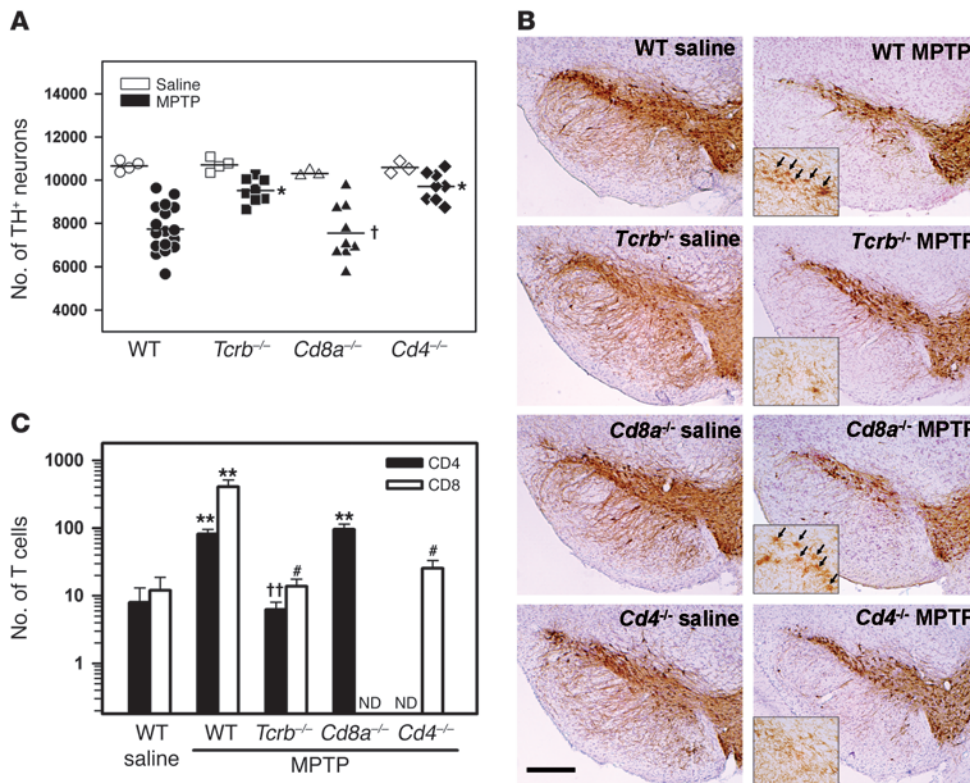 A
Saline
MPTP
14000
12000
10000
8000
6000
4000
No. of TH⁺ neurons
*
†
*
WT
Tcrb⁻/⁻
Cd8a⁻/⁻
Cd4⁻/⁻
B
WT saline
WT MPTP
Tcrb⁻/⁻ saline
Tcrb⁻/⁻ MPTP
Cd8a⁻/⁻ saline
Cd8a⁻/⁻ MPTP
Cd4⁻/⁻ saline
Cd4⁻/⁻ MPTP
C
CD4
CD8
1000
100
10
1
No. of T cells
**
**
††
#
**
ND
ND
#
WT saline
WT
Tcrb⁻/⁻
Cd8a⁻/⁻
Cd4⁻/⁻
MPTP